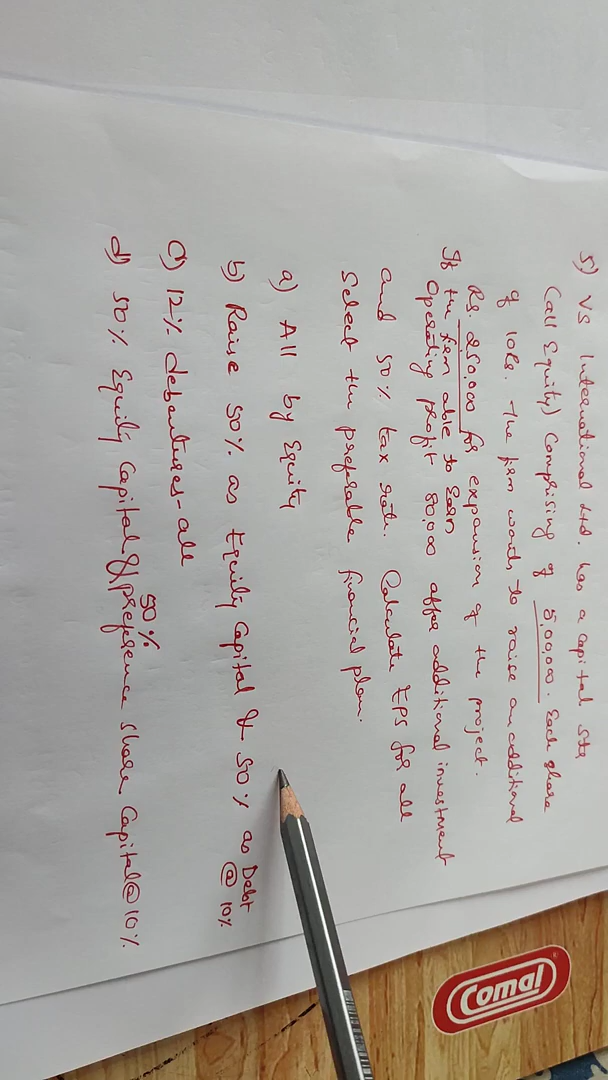 5) VS International Ltd. has a capital str
(all Equity) Comprising of 5,00,000. Each share
of 10Rs. The firm wants to raise an additional
Rs. 250,000 for expansion of the project.
If the firm able to Earn
Operating profit 80,000 after additional investment
and 50% tax rate. Calculate EPS for all
Select the preferable financial plan.
a) All by Equity
b) Raise 50% as Equity Capital & 50% as Debt @ 10%
c) 12% debentures - all
d) 50% Equity Capital & 50% preference share Capital @ 10%
Comal